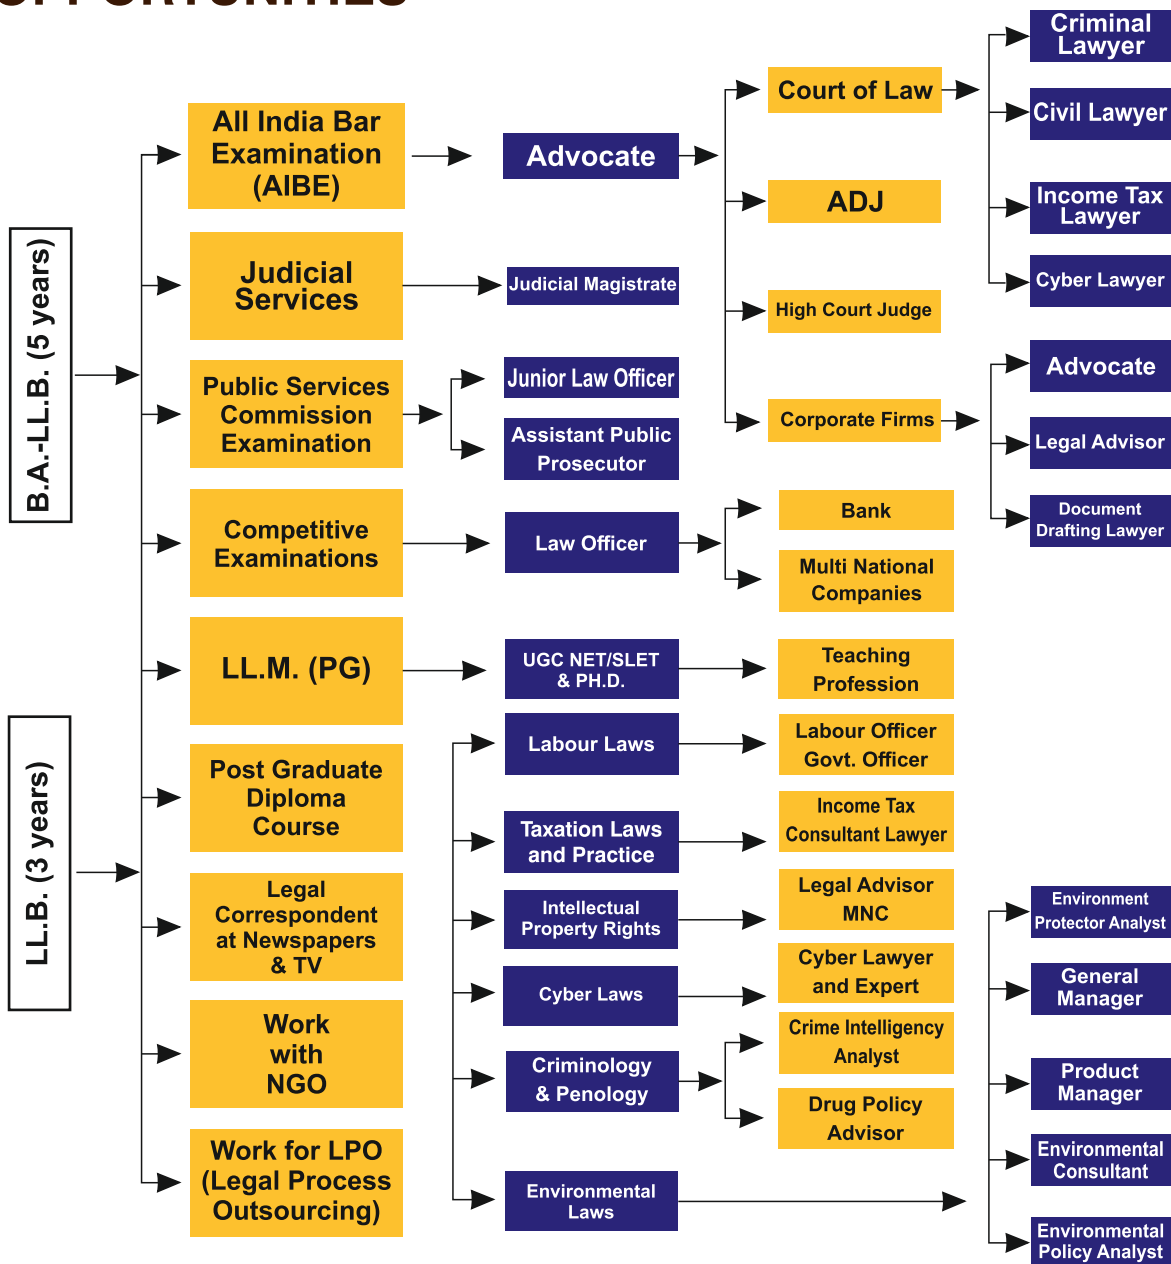 OPPORTUNITIES
B.A.-LL.B. (5 years)
LL.B. (3 years)
All India Bar
Examination
(AIBE)
Judicial
Services
Public Services
Commission
Examination
Competitive
Examinations
LL.M. (PG)
Post Graduate
Diploma
Course
Legal
Correspondent
at Newspapers
& TV
Work
with
NGO
Work for LPO
(Legal Process
Outsourcing)
Advocate
Judicial Magistrate
Junior Law Officer
Assistant Public
Prosecutor
Law Officer
UGC NET/SLET
& PH.D.
Labour Laws
Taxation Laws
and Practice
Intellectual
Property Rights
Cyber Laws
Criminology
& Penology
Environmental
Laws
Court of Law
ADJ
High Court Judge
Corporate Firms
Bank
Multi National
Companies
Teaching
Profession
Labour Officer
Govt. Officer
Income Tax
Consultant Lawyer
Legal Advisor
MNC
Cyber Lawyer
and Expert
Crime Intelligency
Analyst
Drug Policy
Advisor
Criminal
Lawyer
Civil Lawyer
Income Tax
Lawyer
Cyber Lawyer
Advocate
Legal Advisor
Document
Drafting Lawyer
Environment
Protector Analyst
General
Manager
Product
Manager
Environmental
Consultant
Environmental
Policy Analyst